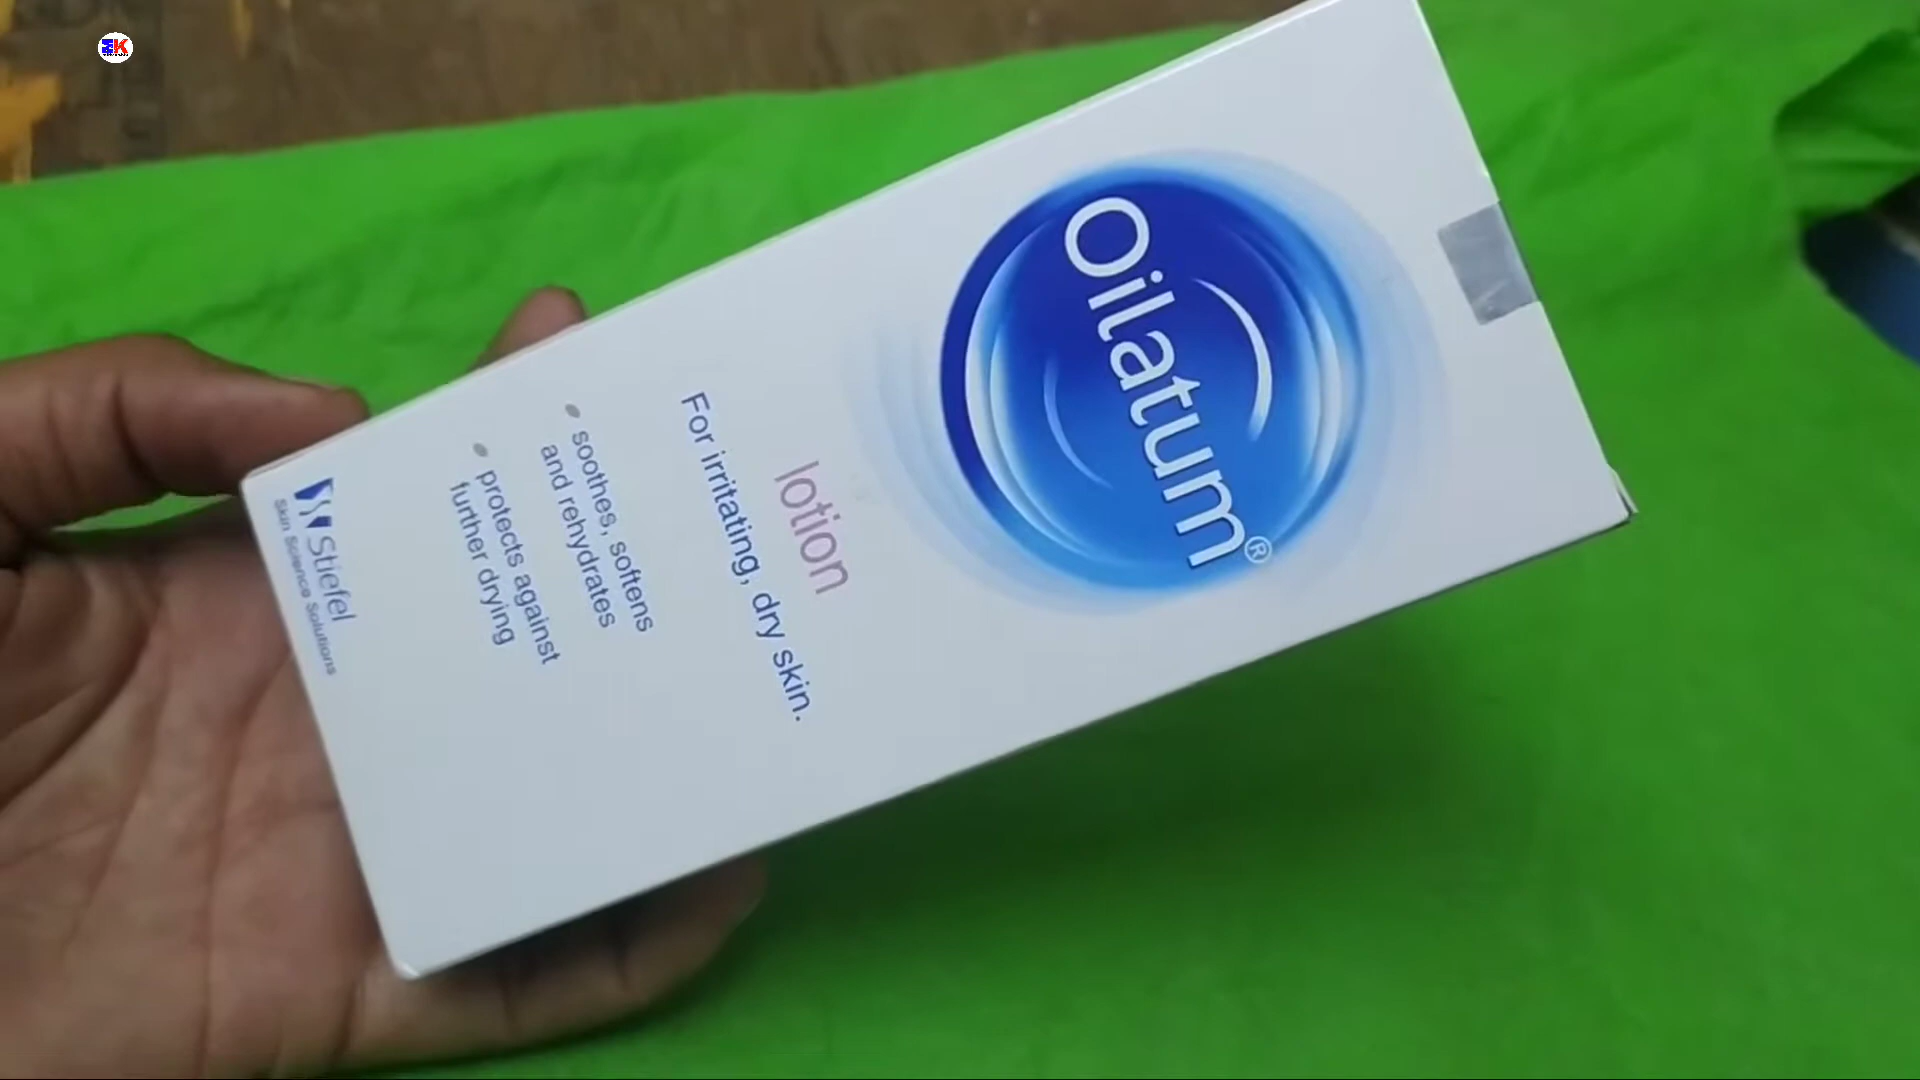 Oilatum®
lotion
For irritating, dry skin.
soothes, softens
and rehydrates
protects against
further drying
Stiefel
Skin Science Solutions